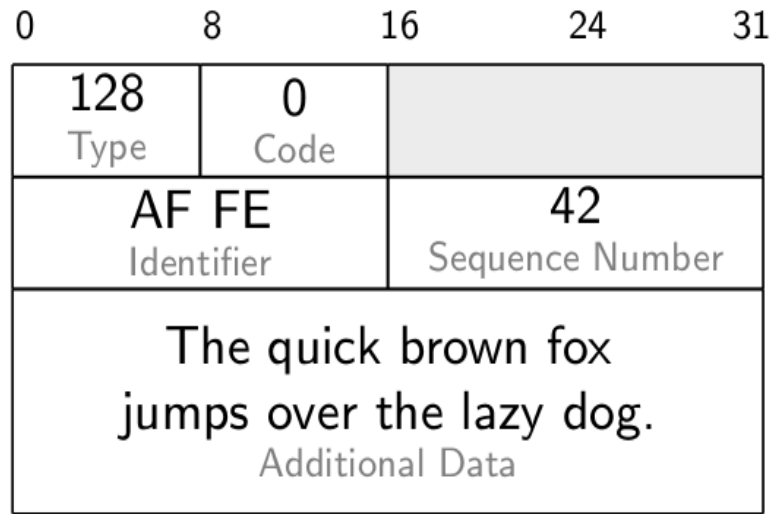 0 8 16 24 31
128 0
Type Code
AF FE 42
Identifier Sequence Number
The quick brown fox
jumps over the lazy dog.
Additional Data